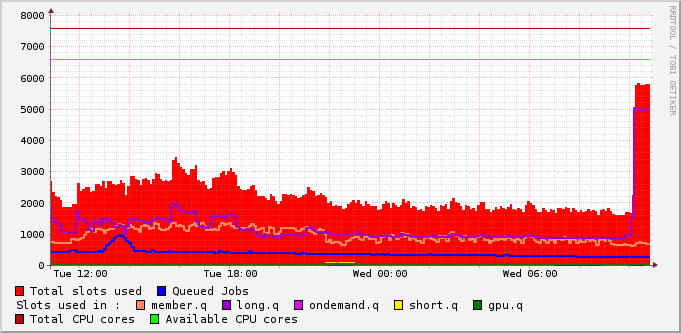 8000
7000
6000
5000
4000
3000
2000
1000
0
Tue 12:00 Tue 18:00 Wed 00:00 Wed 06:00
RRDTOOL / TOBI OETIKER
Total slots used Queued Jobs
Slots used in : member.q long.q ondemand.q short.q gpu.q
Total CPU cores Available CPU cores